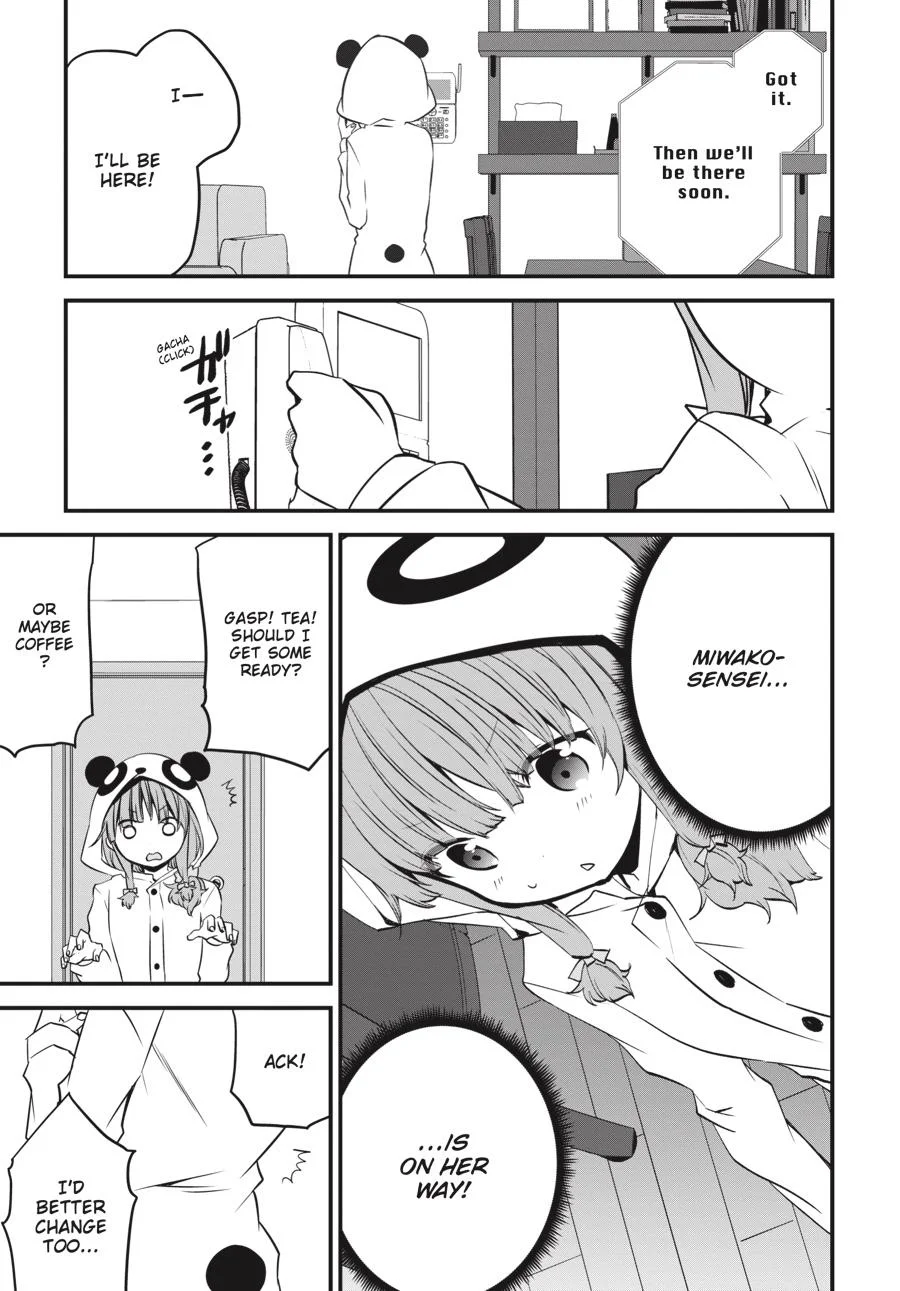 Got
it.
Then we'll
be there
soon.
I—
I'LL BE
HERE!
GACHA
(CLICK)
ガチャ…
MIWAKO-
SENSEI...
...IS
ON HER
WAY!
GASP! TEA!
SHOULD I
GET SOME
READY?
OR
MAYBE
COFFEE
?
ACK!
I'D
BETTER
CHANGE
TOO...